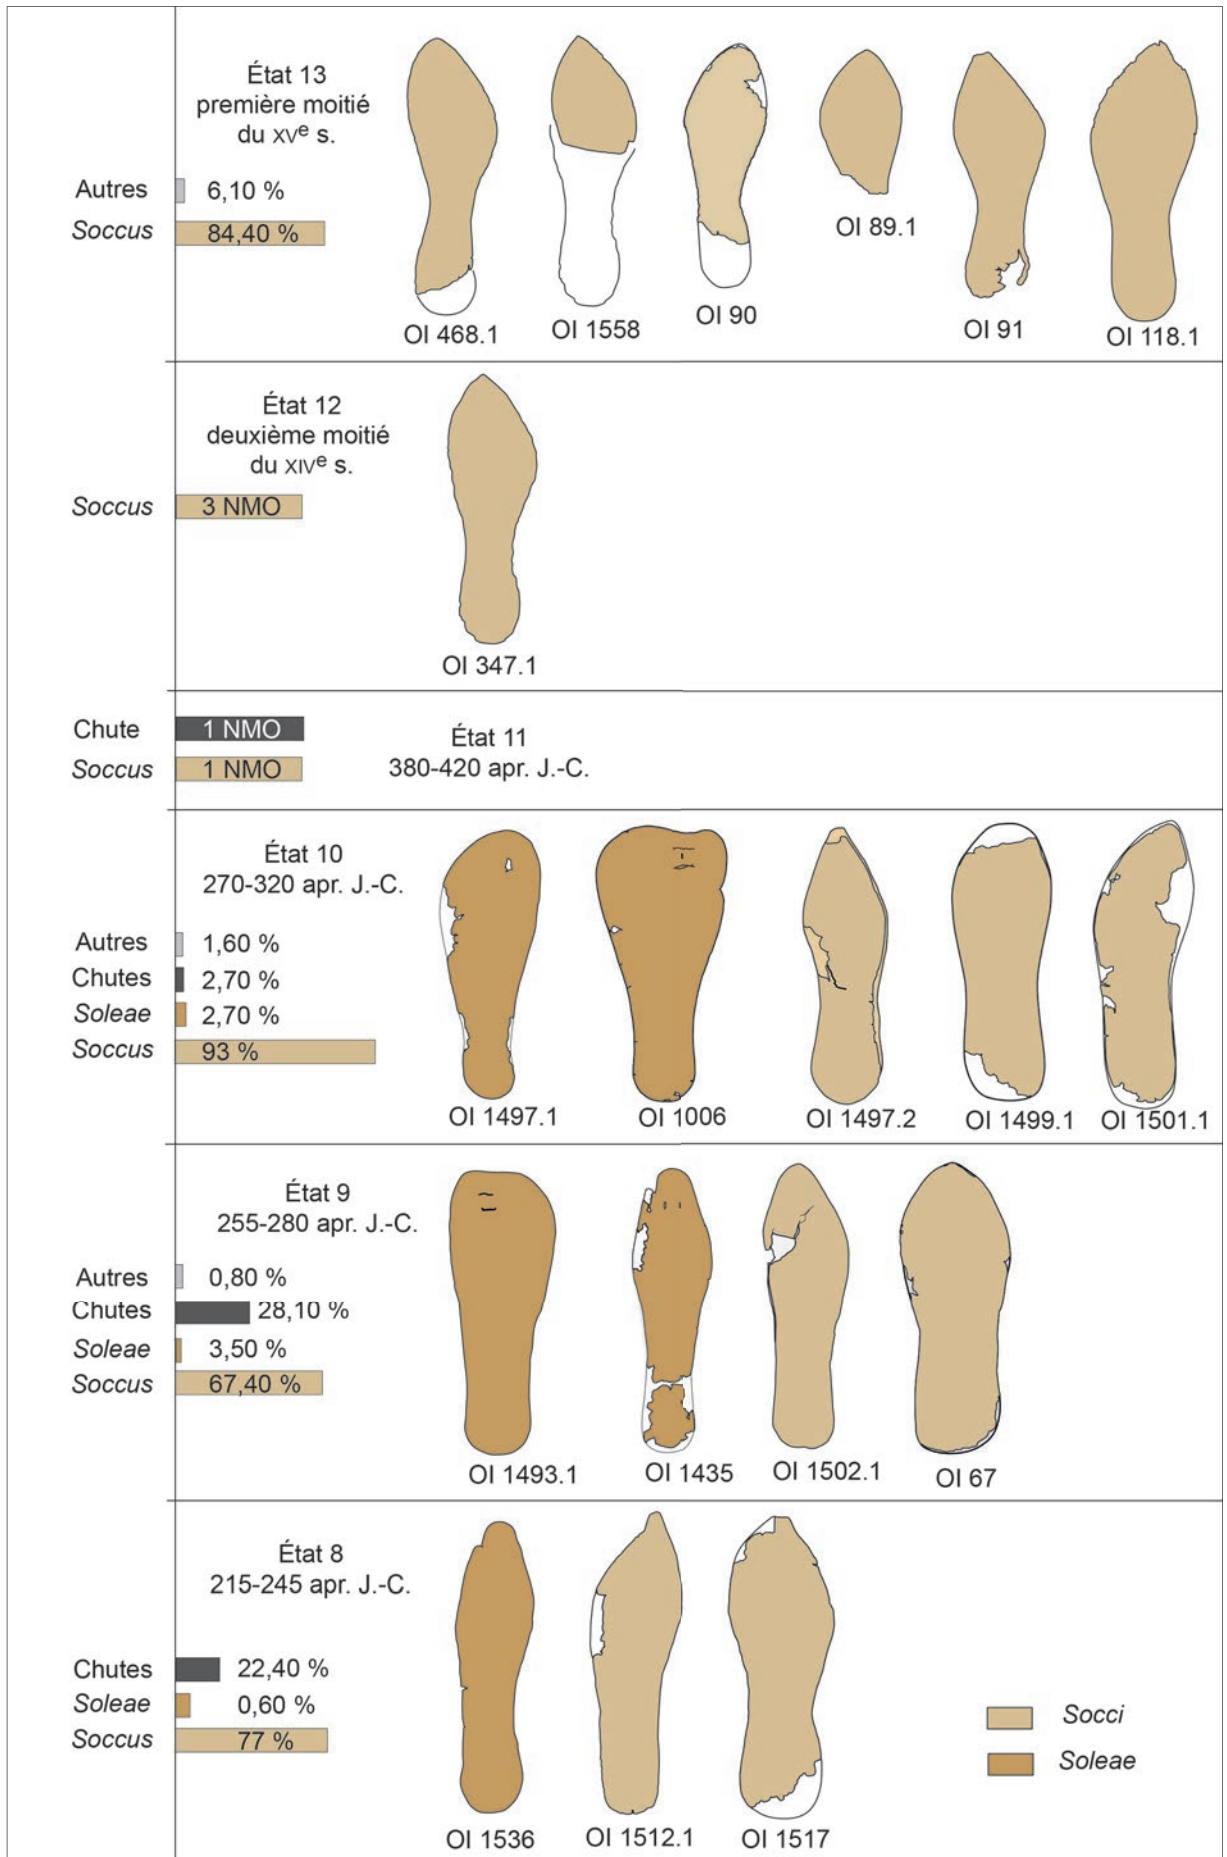 État 13
première moitié
du XVe s.
Autres 6,10 %
Soccus 84,40 %
OI 468.1 OI 1558 OI 90 OI 89.1 OI 91 OI 118.1
État 12
deuxième moitié
du XIVe s.
Soccus 3 NMO
OI 347.1
Chute 1 NMO
Soccus 1 NMO
État 11
380-420 apr. J.-C.
État 10
270-320 apr. J.-C.
Autres 1,60 %
Chutes 2,70 %
Soleae 2,70 %
Soccus 93 %
OI 1497.1 OI 1006 OI 1497.2 OI 1499.1 OI 1501.1
État 9
255-280 apr. J.-C.
Autres 0,80 %
Chutes 28,10 %
Soleae 3,50 %
Soccus 67,40 %
OI 1493.1 OI 1435 OI 1502.1 OI 67
État 8
215-245 apr. J.-C.
Chutes 22,40 %
Soleae 0,60 %
Soccus 77 %
OI 1536 OI 1512.1 OI 1517
Socci
Soleae